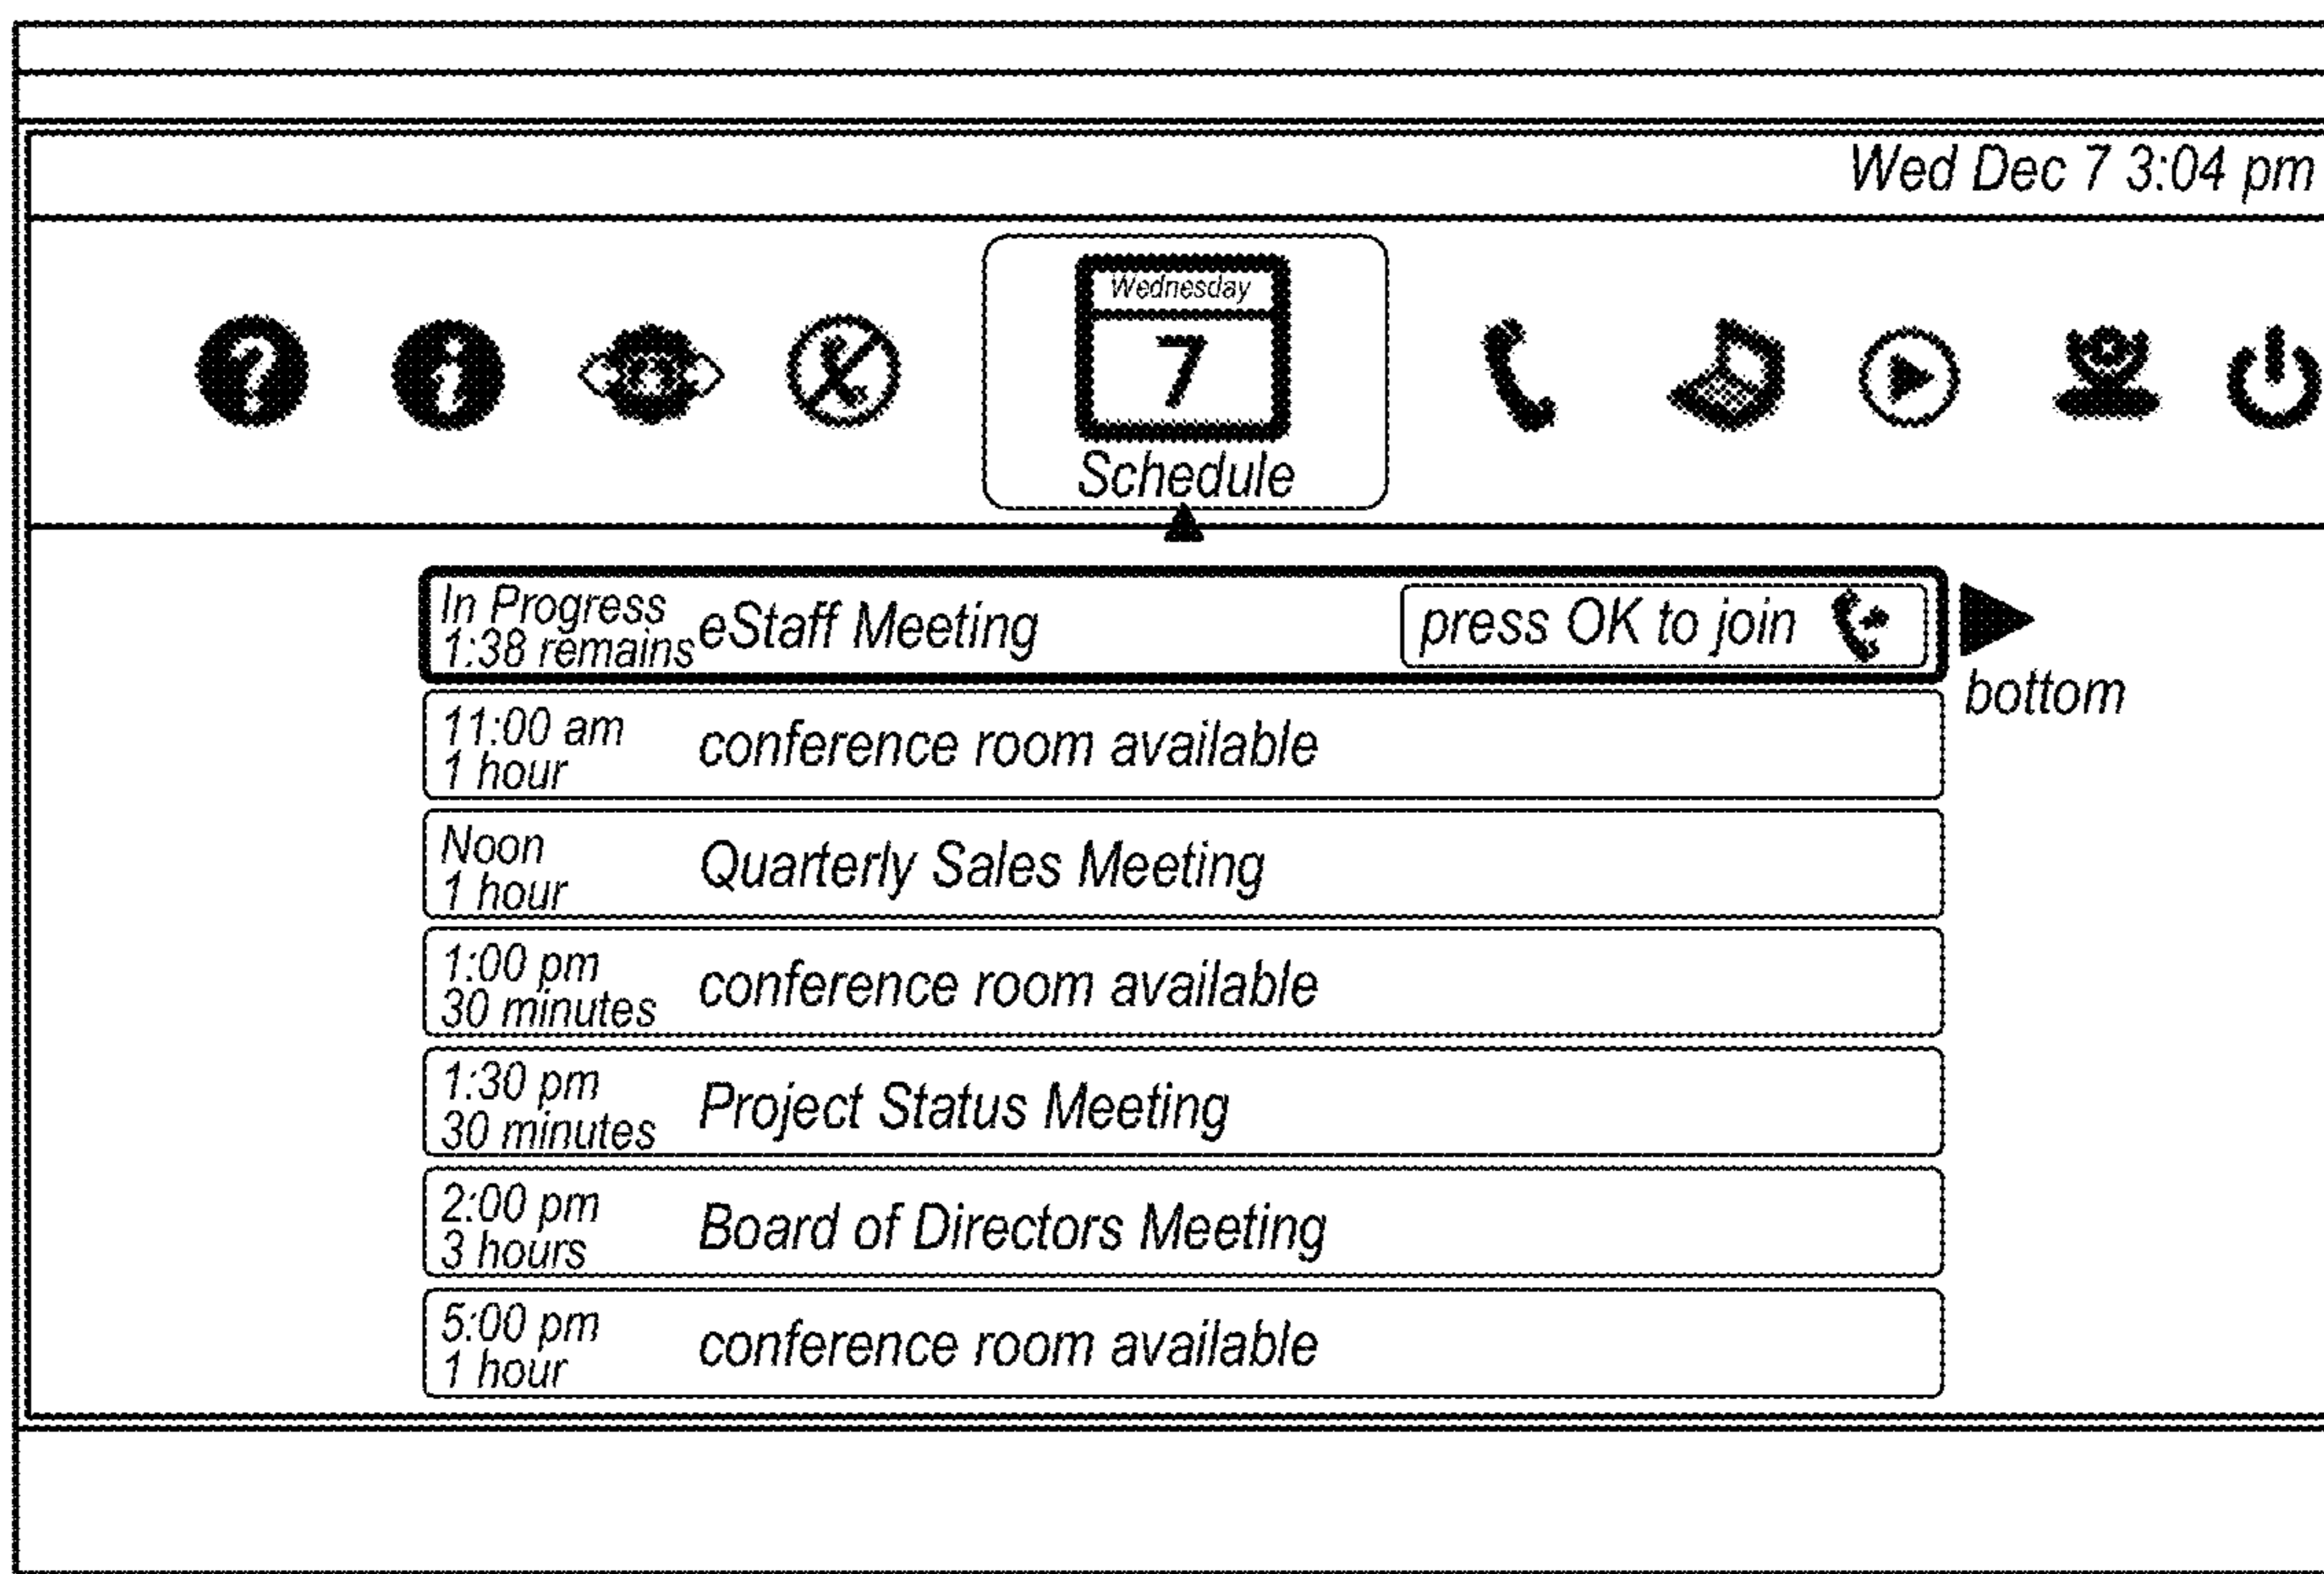 Wed Dec 7 3:04 pm
Wednesday
7
Schedule
In Progress
1:38 remains
eStaff Meeting
press OK to join
bottom
11:00 am
1 hour
conference room available
Noon
1 hour
Quarterly Sales Meeting
1:00 pm
30 minutes
conference room available
1:30 pm
30 minutes
Project Status Meeting
2:00 pm
3 hours
Board of Directors Meeting
5:00 pm
1 hour
conference room available